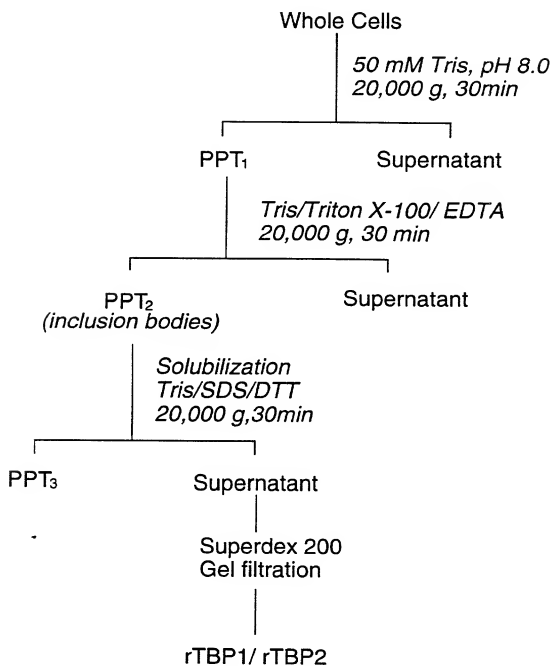 Whole Cells
50 mM Tris, pH 8.0
20,000 g, 30min
PPT₁
Supernatant
Tris/Triton X-100/ EDTA
20,000 g, 30 min
PPT₂
(inclusion bodies)
Supernatant
Solubilization
Tris/SDS/DTT
20,000 g,30min
PPT₃
Supernatant
Superdex 200
Gel filtration
rTBP1/ rTBP2